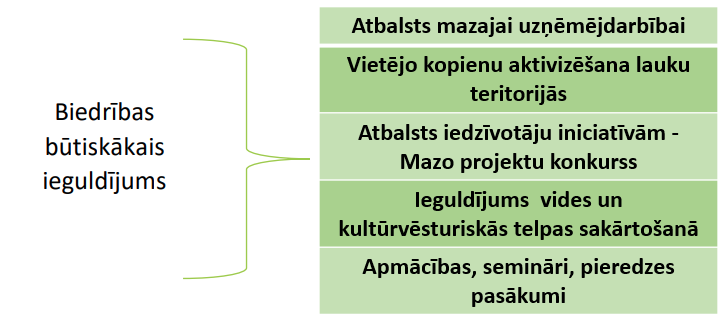 Biedrības
būtiskākais
ieguldījums
Atbalsts mazajai uzņēmējdarbībai
Vietējo kopienu aktivizēšana lauku
teritorijās
Atbalsts iedzīvotāju iniciatīvām -
Mazo projektu konkurss
Ieguldījums vides un
kultūrvēsturiskās telpas sakārtošanā
Apmācības, semināri, pieredzes
pasākumi